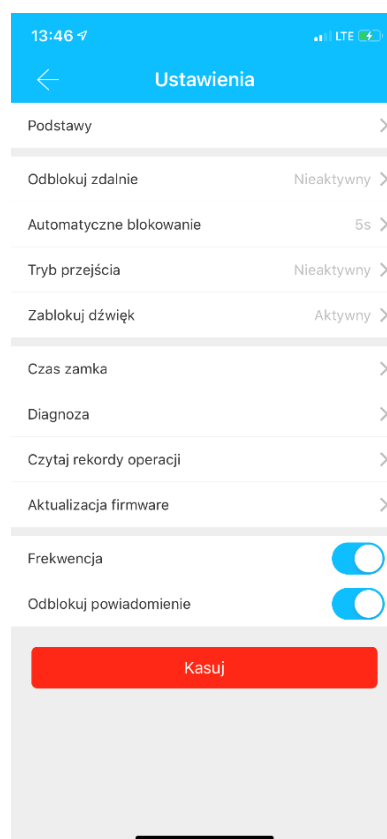 13:46 LTE
Ustawienia
Podstawy
Odblokuj zdalnie Nieaktywny
Automatyczne blokowanie 5s
Tryb przejścia Nieaktywny
Zablokuj dźwięk Aktywny
Czas zamka
Diagnoza
Czytaj rekordy operacji
Aktualizacja firmware
Frekwencja
Odblokuj powiadomienie
Kasuj